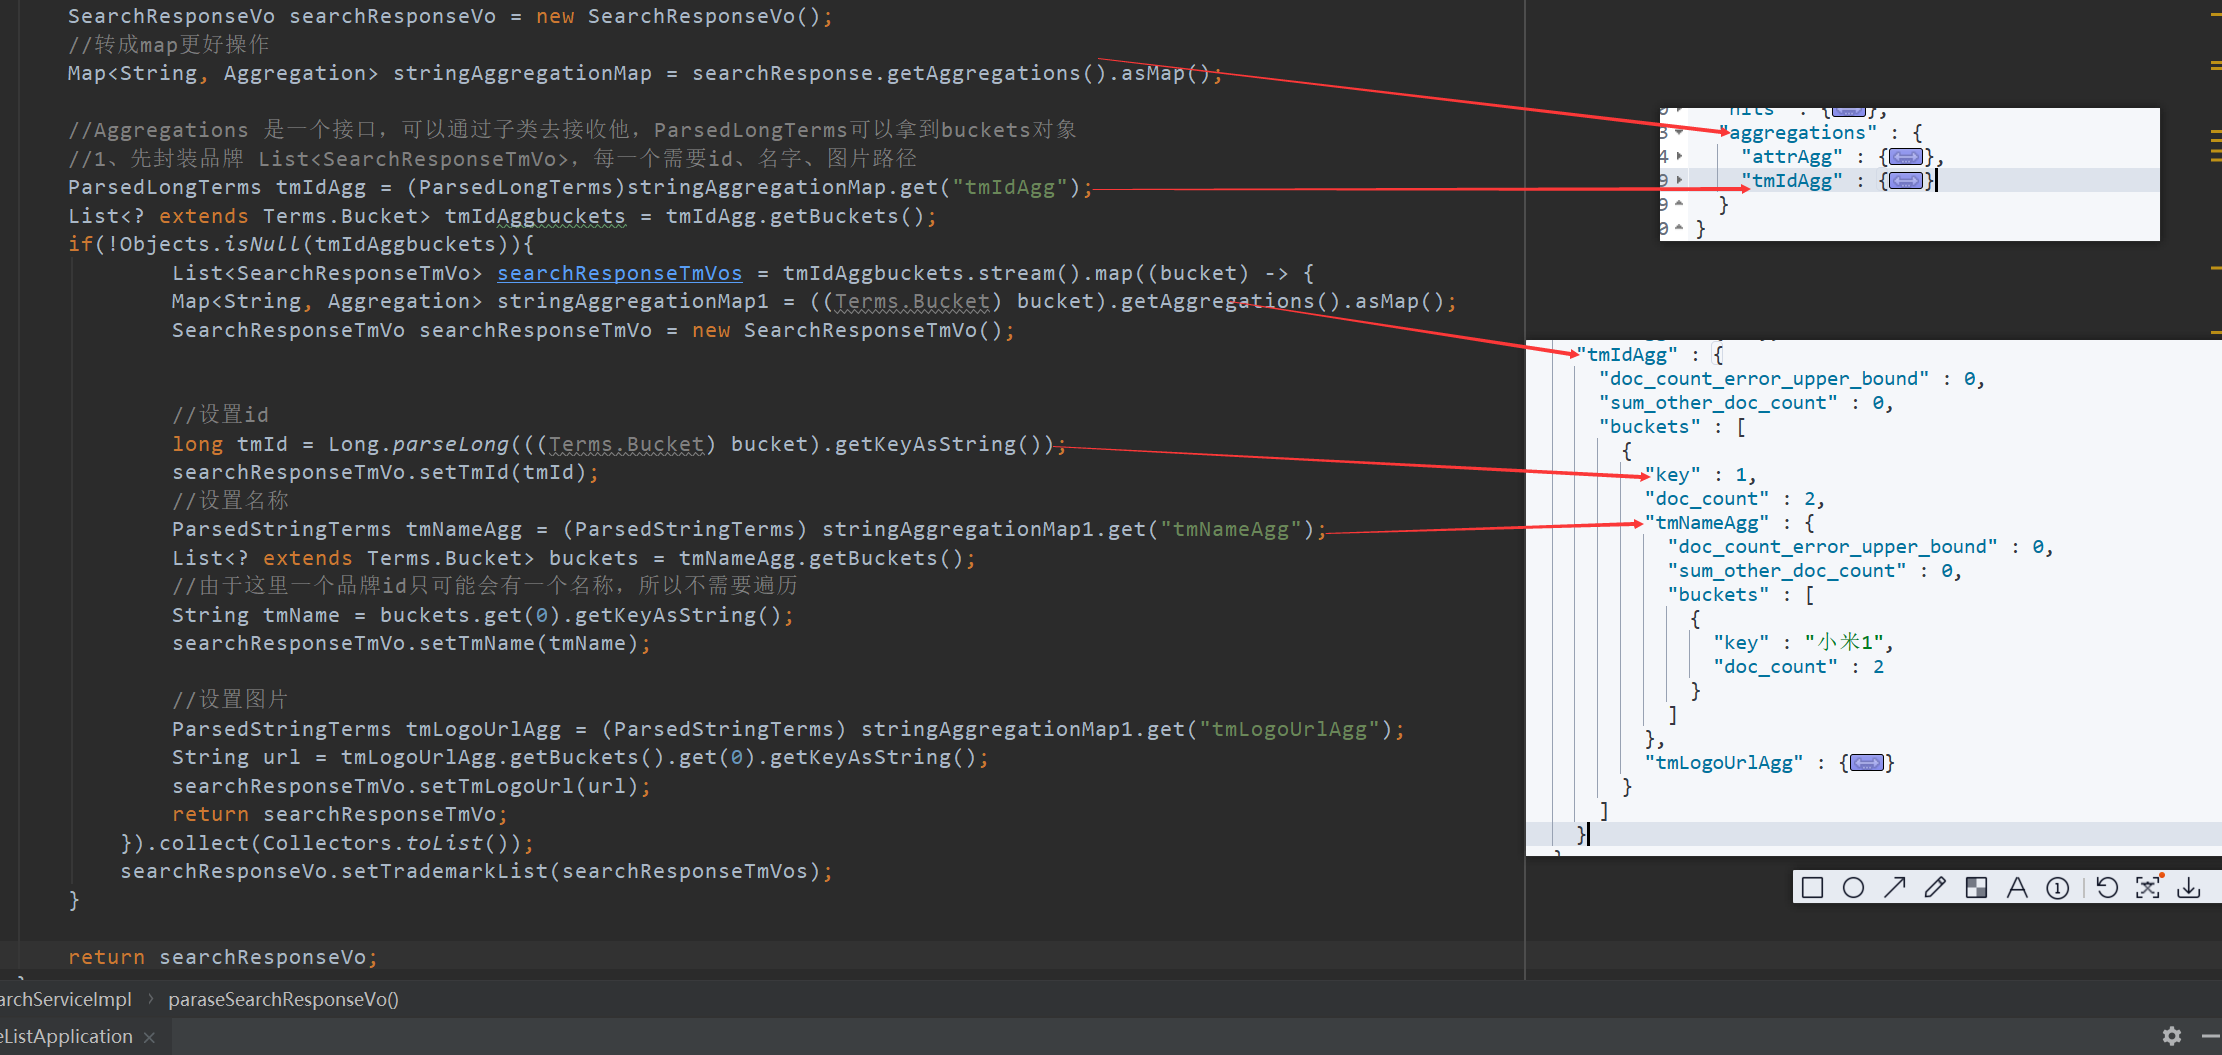 SearchResponseVo searchResponseVo = new SearchResponseVo();
//转成map更好操作
Map<String, Aggregation> stringAggregationMap = searchResponse.getAggregations().asMap();
//Aggregations 是一个接口，可以通过子类去接收他，ParsedLongTerms可以拿到buckets对象
//1、先封装品牌 List<SearchResponseTmVo>，每一个需要id、名字、图片路径
ParsedLongTerms tmIdAgg = (ParsedLongTerms)stringAggregationMap.get("tmIdAgg");
List<? extends Terms.Bucket> tmIdAggbuckets = tmIdAgg.getBuckets();
if(!Objects.isNull(tmIdAggbuckets)){
List<SearchResponseTmVo> searchResponseTmVos = tmIdAggbuckets.stream().map((bucket) -> {
Map<String, Aggregation> stringAggregationMap1 = ((Terms.Bucket) bucket).getAggregations().asMap();
SearchResponseTmVo searchResponseTmVo = new SearchResponseTmVo();
//设置id
long tmId = Long.parseLong(((Terms.Bucket) bucket).getKeyAsString());
searchResponseTmVo.setTmId(tmId);
//设置名称
ParsedStringTerms tmNameAgg = (ParsedStringTerms) stringAggregationMap1.get("tmNameAgg");
List<? extends Terms.Bucket> buckets = tmNameAgg.getBuckets();
//由于这里一个品牌id只可能会有一个名称，所以不需要遍历
String tmName = buckets.get(0).getKeyAsString();
searchResponseTmVo.setTmName(tmName);
//设置图片
ParsedStringTerms tmLogoUrlAgg = (ParsedStringTerms) stringAggregationMap1.get("tmLogoUrlAgg");
String url = tmLogoUrlAgg.getBuckets().get(0).getKeyAsString();
searchResponseTmVo.setTmLogoUrl(url);
return searchResponseTmVo;
}).collect(Collectors.toList());
searchResponseVo.setTrademarkList(searchResponseTmVos);
}
return searchResponseVo;
archServiceImpl › paraseSearchResponseVo()
eListApplication ×
hits" : {},
3 "aggregations" : {
4 "attrAgg" : {},
9 "tmIdAgg" : {}
9 }
0 }
"tmIdAgg" : {
"doc_count_error_upper_bound" : 0,
"sum_other_doc_count" : 0,
"buckets" : [
{
"key" : 1,
"doc_count" : 2,
"tmNameAgg" : {
"doc_count_error_upper_bound" : 0,
"sum_other_doc_count" : 0,
"buckets" : [
{
"key" : "小米1",
"doc_count" : 2
}
]
},
"tmLogoUrlAgg" : {}
}
]
}
A 1